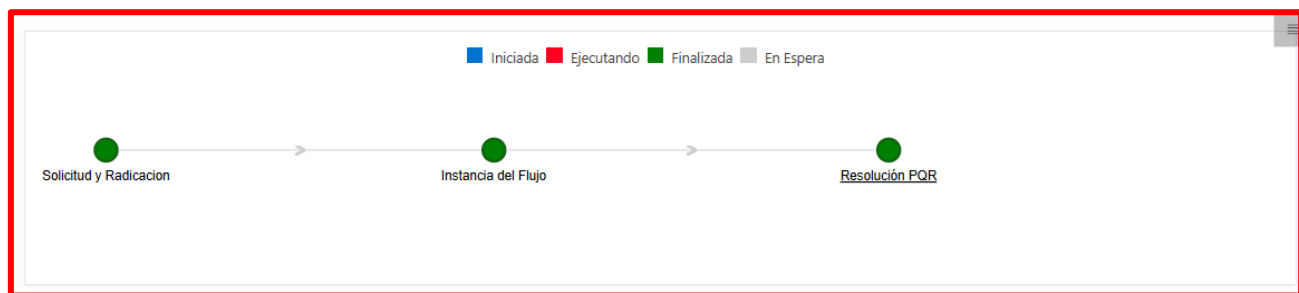 Iniciada Ejecutando Finalizada En Espera
Solicitud y Radicacion Instancia del Flujo Resolución PQR